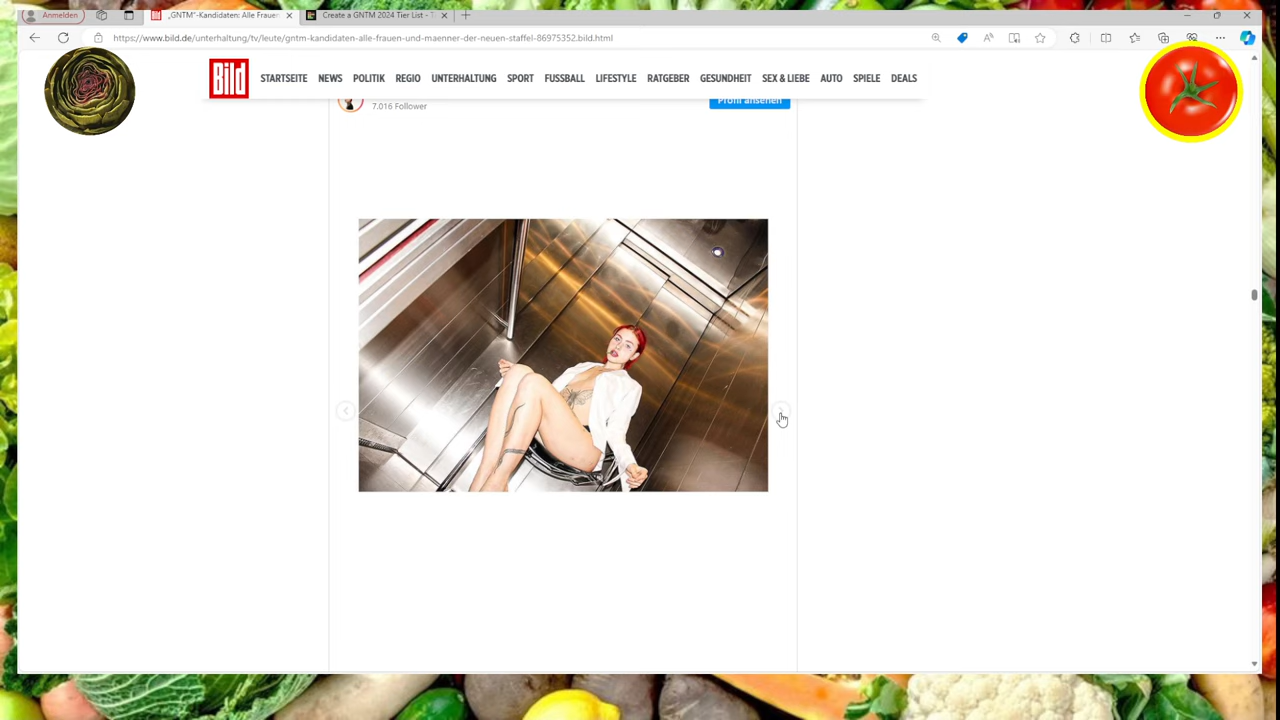 Anmelden
„GNTM"-Kandidaten: Alle Frauen
Create a GNTM 2024 Tier List - T
https://www.bild.de/unterhaltung/tv/leute/gntm-kandidaten-alle-frauen-und-maenner-der-neuen-staffel-86975352.bild.html
Bild
STARTSEITE NEWS POLITIK REGIO UNTERHALTUNG SPORT FUSSBALL LIFESTYLE RATGEBER GESUNDHEIT SEX & LIEBE AUTO SPIELE DEALS
7.016 Follower
Profil ansehen